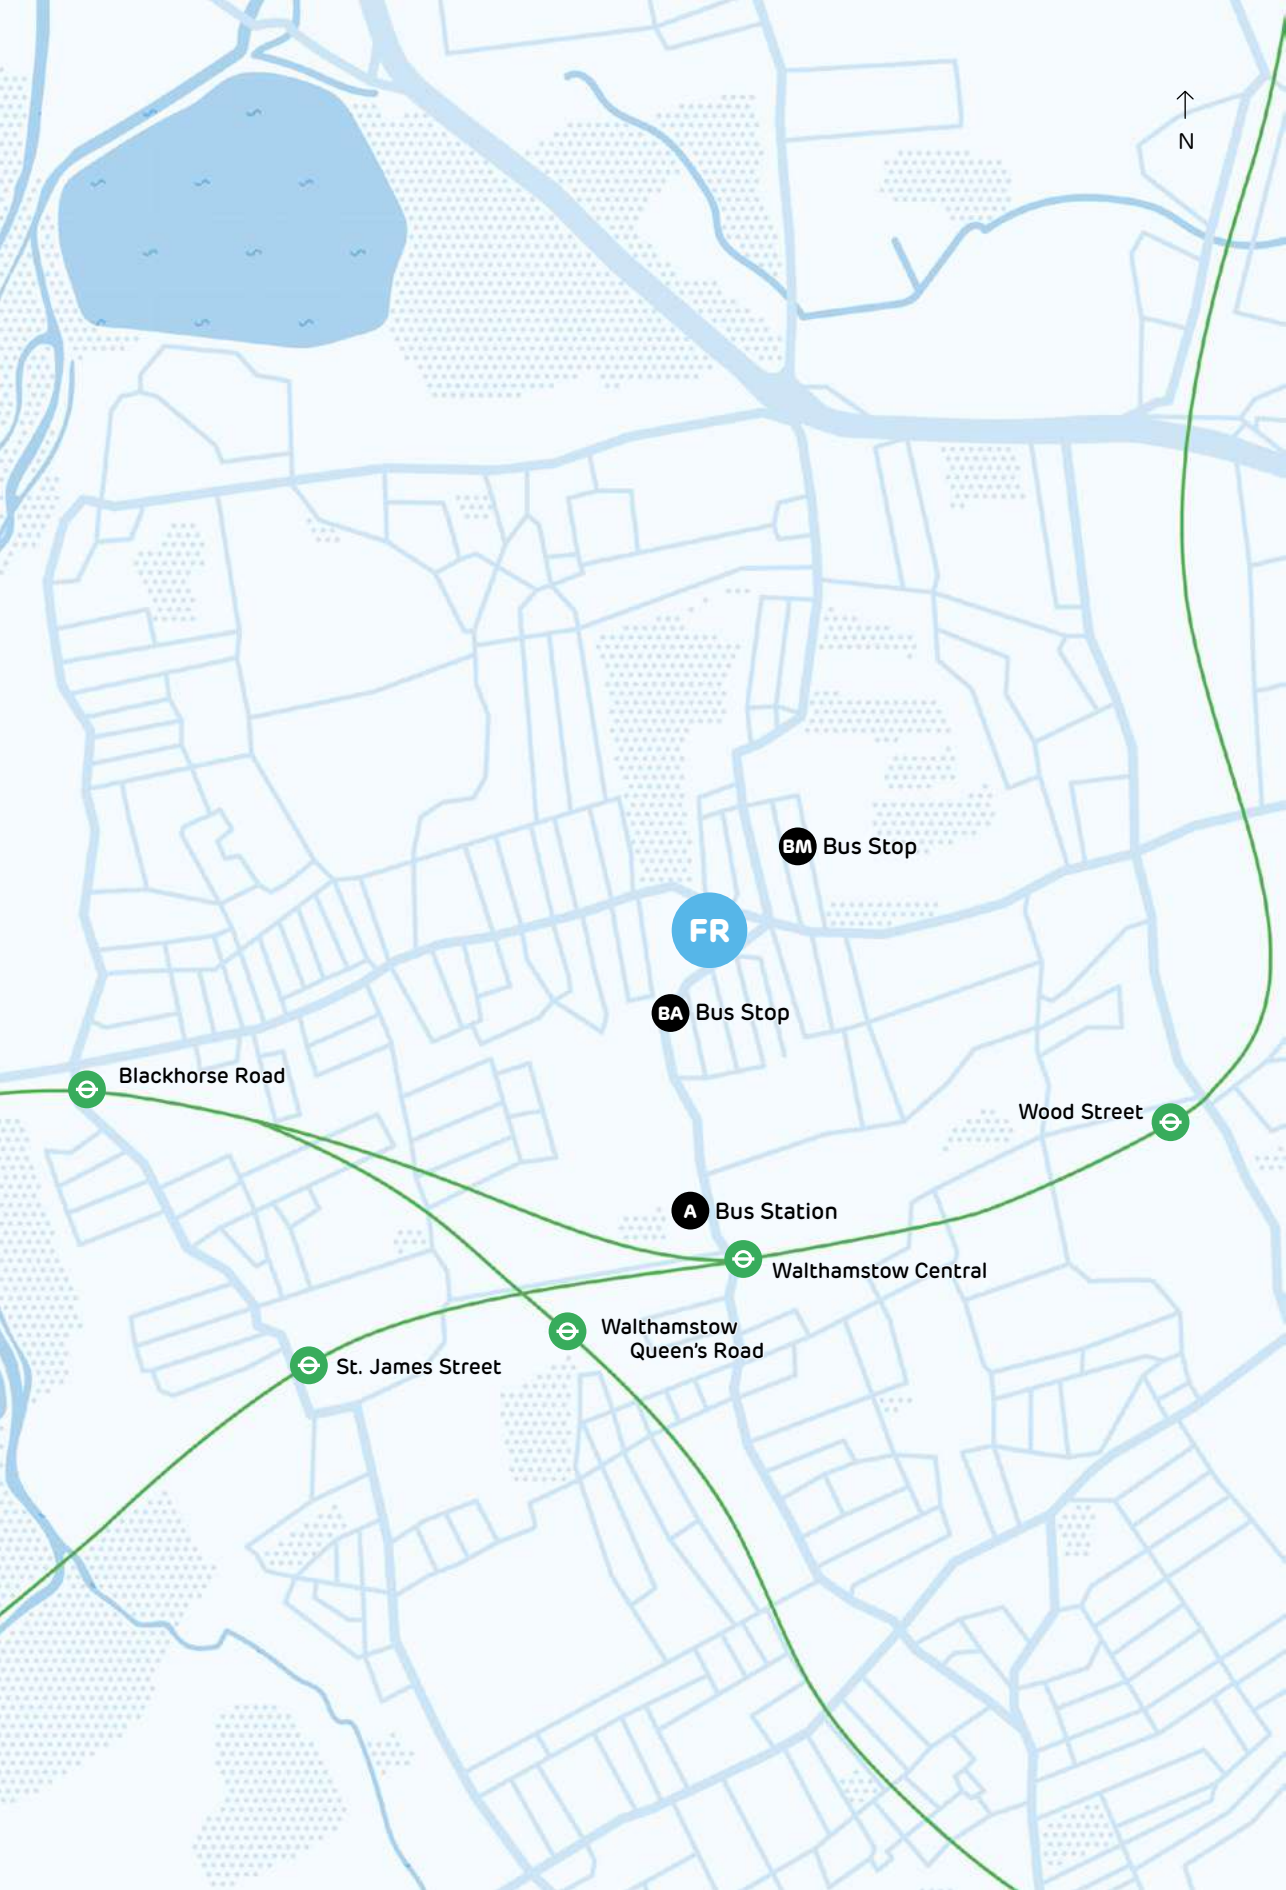 N
BM Bus Stop
FR
BA Bus Stop
Blackhorse Road
Wood Street
A Bus Station
Walthamstow Central
Walthamstow
Queen’s Road
St. James Street